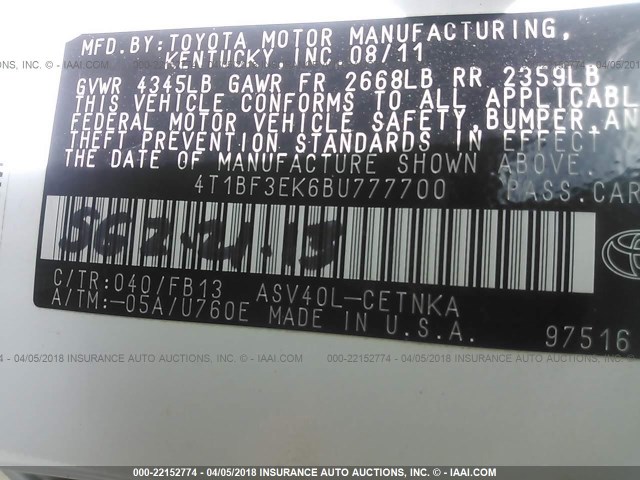 MFD.BY:TOYOTA MOTOR MANUFACTURING,
KENTUCKY, INC. 08/11
GVWR 4345LB GAWR FR 2668LB RR 2359LB
THIS VEHICLE CONFORMS TO ALL APPLICABL
FEDERAL MOTOR VEHICLE SAFETY, BUMPER, AN
THEFT PREVENTION STANDARDS IN EFFECT
THE DATE OF MANUFACTURE SHOWN ABOVE.
4T1BF3EK6BU777700 PASS.CAR
C/TR:040/FB13 ASV40L-CETNKA
A/TM:-05A/U760E MADE IN U.S.A.
97516
000-22152774 - 04/05/2018 INSURANCE AUTO AUCTIONS (IAAI.COM)